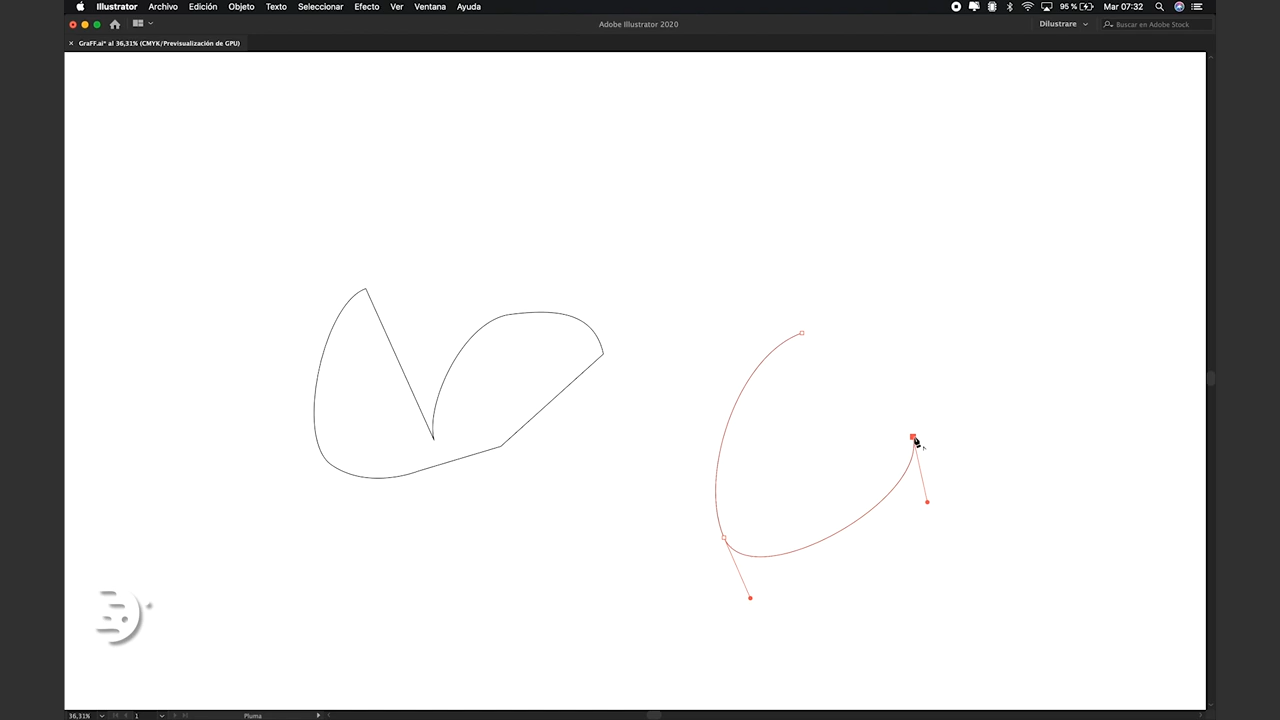 Illustrator Archivo Edición Objeto Texto Seleccionar Efecto Ver Ventana Ayuda 95 % Mar 07:32
Adobe Illustrator 2020 Dilustrare Buscar en Adobe Stock
× GraFF.ai* al 36,31% (CMYK/Previsualización de GPU)
36,31% 1 Pluma